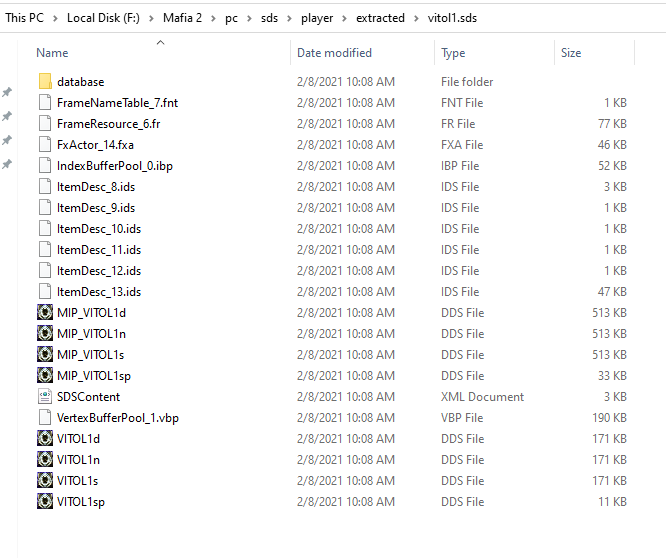 This PC > Local Disk (F:) > Mafia 2 > pc > sds > player > extracted > vitol1.sds
Name Date modified Type Size
database 2/8/2021 10:08 AM File folder
FrameNameTable_7.fnt 2/8/2021 10:08 AM FNT File 1 KB
FrameResource_6.fr 2/8/2021 10:08 AM FR File 77 KB
FxActor_14.fxa 2/8/2021 10:08 AM FXA File 46 KB
IndexBufferPool_0.ibp 2/8/2021 10:08 AM IBP File 52 KB
ItemDesc_8.ids 2/8/2021 10:08 AM IDS File 3 KB
ItemDesc_9.ids 2/8/2021 10:08 AM IDS File 1 KB
ItemDesc_10.ids 2/8/2021 10:08 AM IDS File 1 KB
ItemDesc_11.ids 2/8/2021 10:08 AM IDS File 1 KB
ItemDesc_12.ids 2/8/2021 10:08 AM IDS File 1 KB
ItemDesc_13.ids 2/8/2021 10:08 AM IDS File 47 KB
MIP_VITOL1d 2/8/2021 10:08 AM DDS File 513 KB
MIP_VITOL1n 2/8/2021 10:08 AM DDS File 513 KB
MIP_VITOL1s 2/8/2021 10:08 AM DDS File 513 KB
MIP_VITOL1sp 2/8/2021 10:08 AM DDS File 33 KB
SDSContent 2/8/2021 10:08 AM XML Document 3 KB
VertexBufferPool_1.vbp 2/8/2021 10:08 AM VBP File 190 KB
VITOL1d 2/8/2021 10:08 AM DDS File 171 KB
VITOL1n 2/8/2021 10:08 AM DDS File 171 KB
VITOL1s 2/8/2021 10:08 AM DDS File 171 KB
VITOL1sp 2/8/2021 10:08 AM DDS File 11 KB